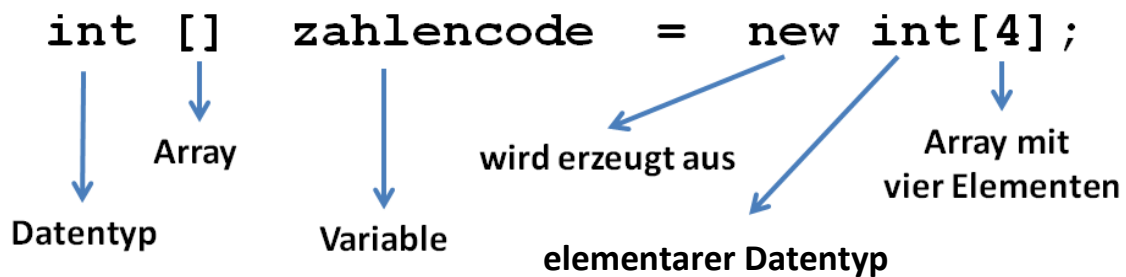 int [] zahlencode = new int[4];
Array
wird erzeugt aus
Array mit
vier Elementen
Datentyp
Variable
elementarer Datentyp